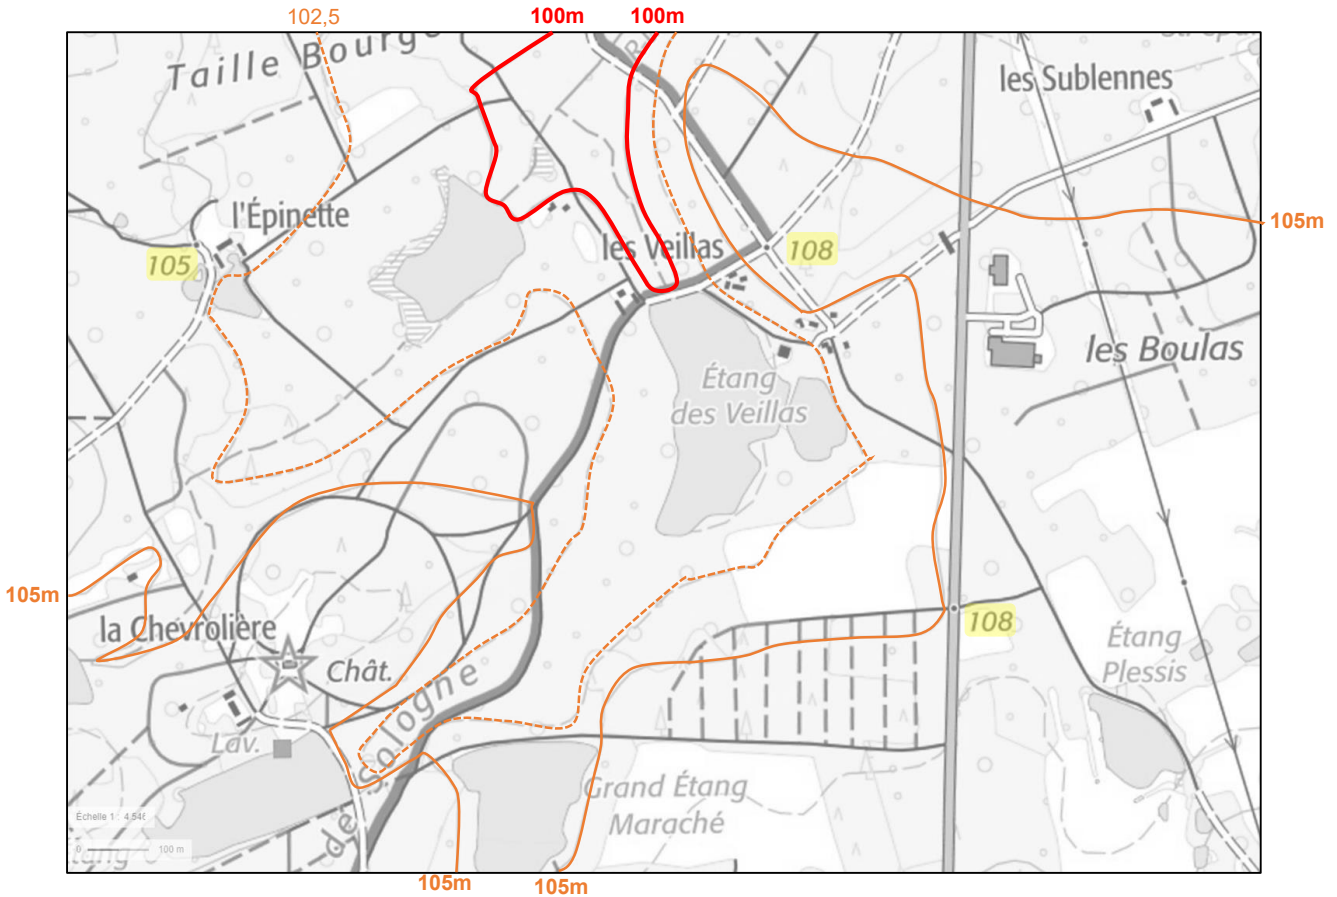 102,5
100m
100m
Taille Bourg
les Sublennes
l'Épinette
105
les Veillas
108
105m
les Boulas
Étang
des Veillas
105m
la Chevrolière
108
Chât.
Étang
Plessis
Lav.
de Sologne
Grand Étang
Maraché
Échelle 1 : 4 546
0
100 m
tang
105m
105m